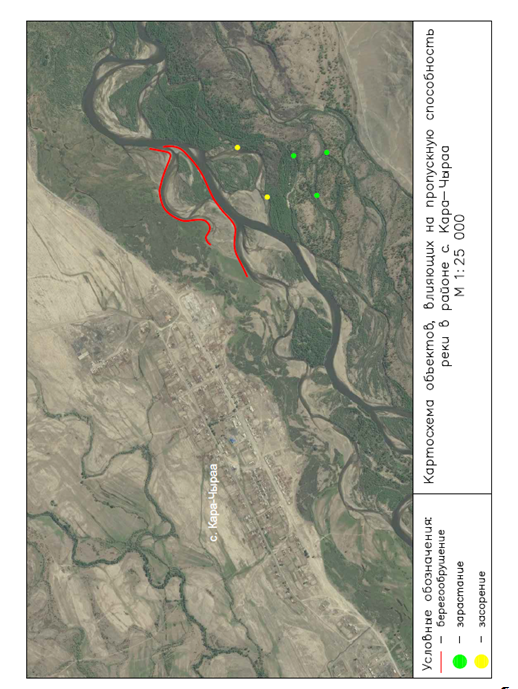 Картосхема объектов, влияющих на пропускную способность
реки в районе с. Кара-Чыраа
М 1:25 000
с. Кара-Чыраа
Условные обозначения:
— берегообрушение
— зарастание
— засорение